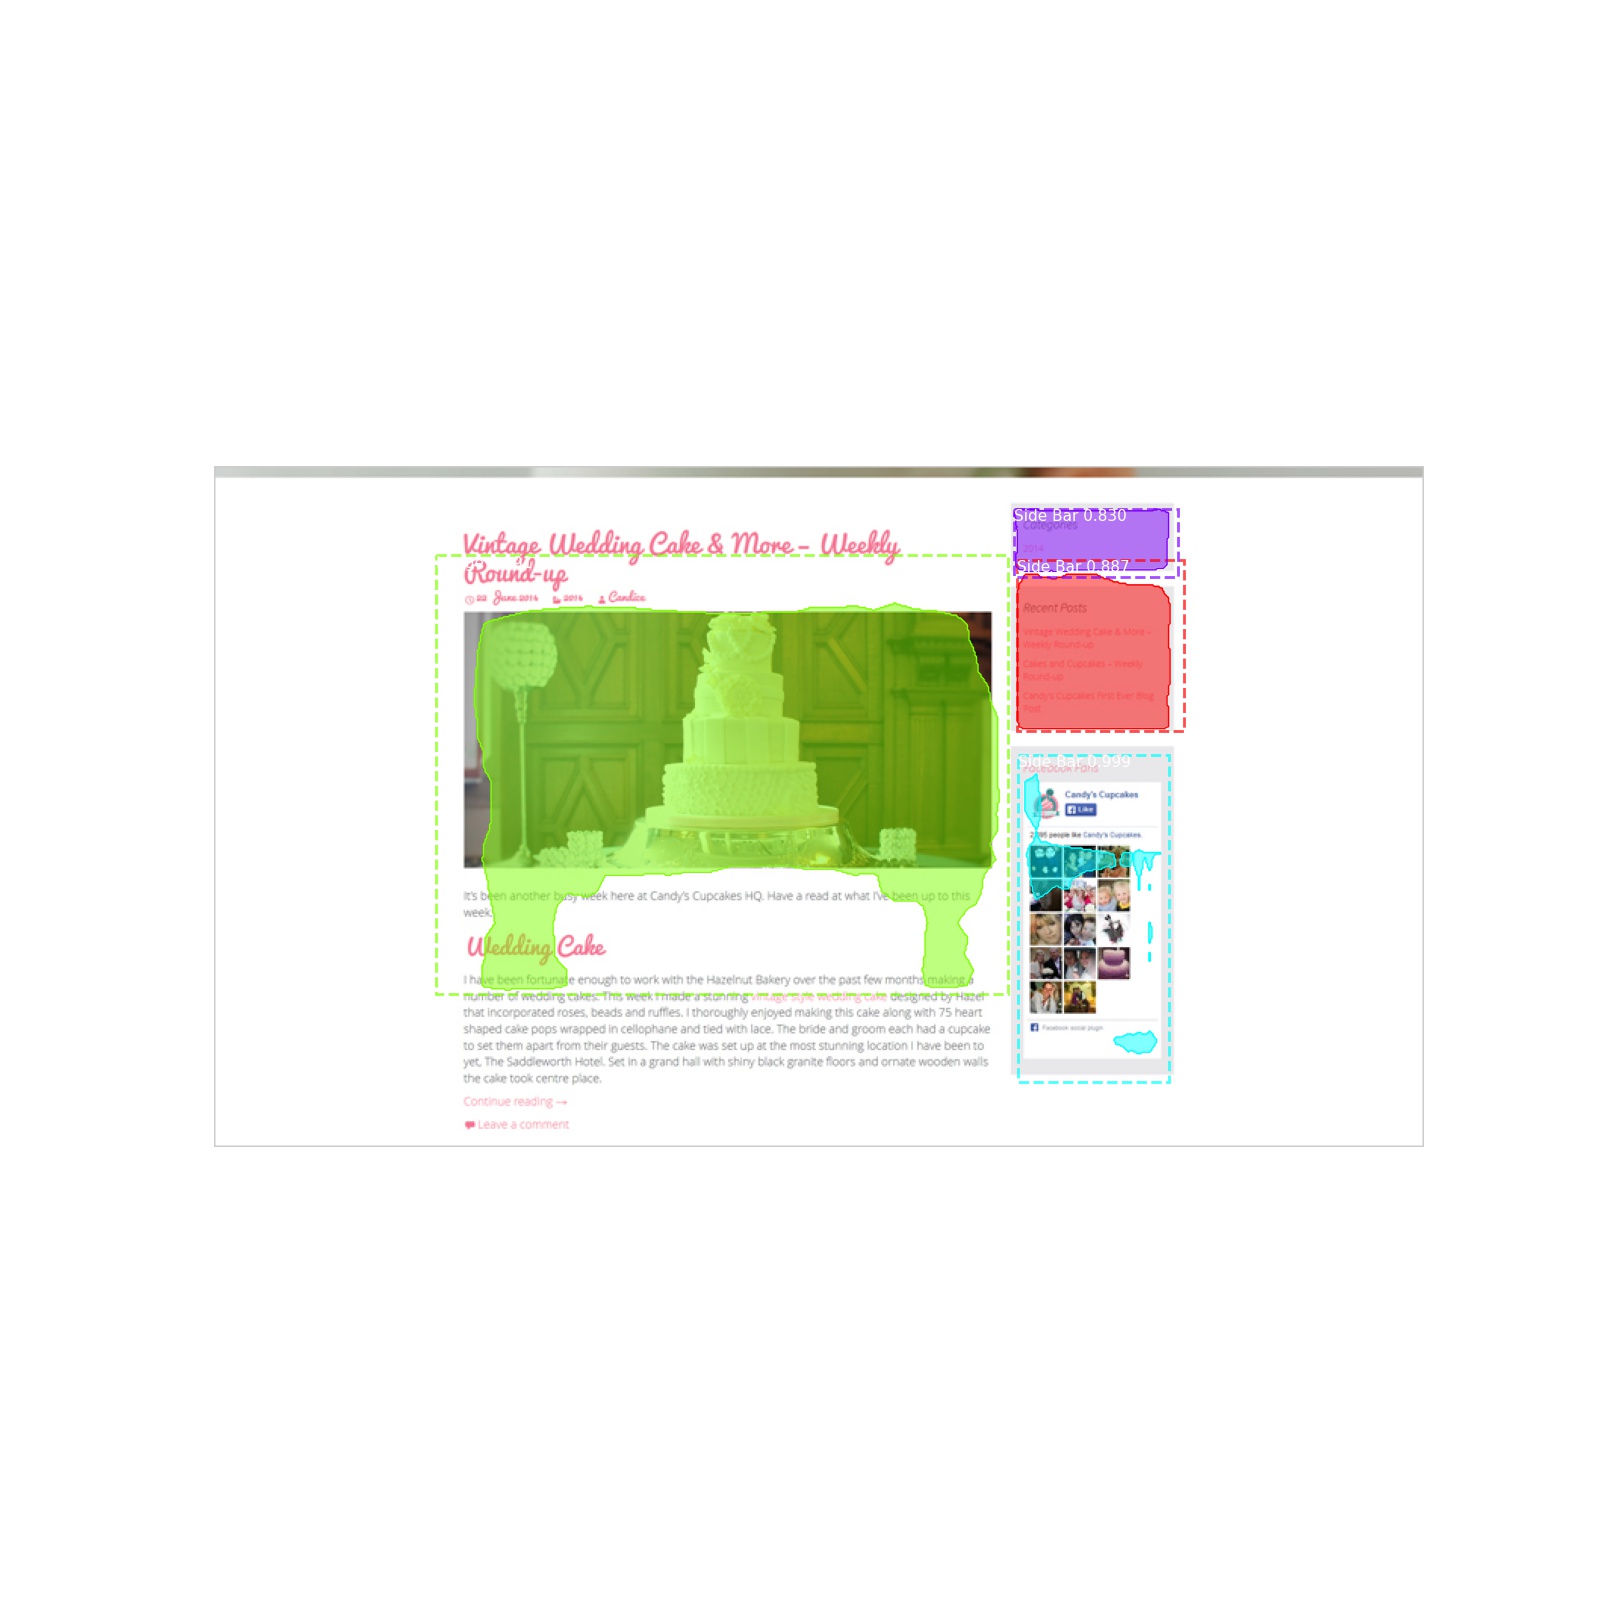 Vintage Wedding Cake & More – Weekly
Round-up
22 June 2014 2014 Candice
It's been another busy week here at Candy's Cupcakes HQ. Have a read at what I've been up to this
week.
Wedding Cake
I have been fortunate enough to work with the Hazelnut Bakery over the past few months making a
number of wedding cakes. This week I made a stunning vintage style wedding cake designed by Hazel
that incorporated roses, beads and ruffles. I thoroughly enjoyed making this cake along with 75 heart
shaped cake pops wrapped in cellophane and tied with lace. The bride and groom each had a cupcake
to set them apart from their guests. The cake was set up at the most stunning location I have been to
yet, The Saddleworth Hotel. Set in a grand hall with shiny black granite floors and ornate wooden walls
the cake took centre place.
Continue reading →
Leave a comment
Side Bar 0.830
Categories
2014
Side Bar 0.887
Recent Posts
Vintage Wedding Cake & More –
Weekly Round-up
Cakes and Cupcakes – Weekly
Round-up
Candy's Cupcakes First Ever Blog
Post
Side Bar 0.999
Facebook Fans
Candy's Cupcakes
Like
people like Candy's Cupcakes.
Facebook social plugin